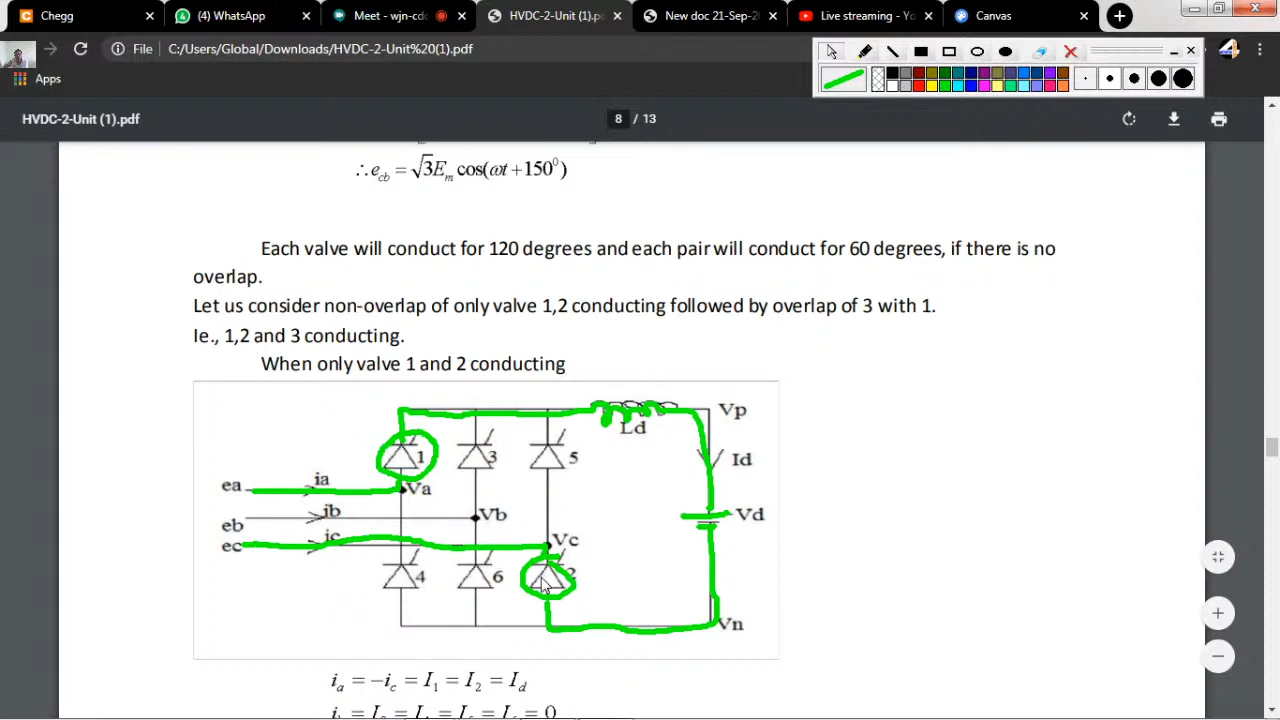 Chegg
(4) WhatsApp
Meet - wjn-cdc
HVDC-2-Unit (1).pdf
New doc 21-Sep-20
Live streaming - Yo
Canvas
File
C:/Users/Global/Downloads/HVDC-2-Unit%20(1).pdf
Apps
HVDC-2-Unit (1).pdf
8 / 13
∴e_cb = √3E_m cos(ωt +150⁰)
Each valve will conduct for 120 degrees and each pair will conduct for 60 degrees, if there is no
overlap.
Let us consider non-overlap of only valve 1,2 conducting followed by overlap of 3 with 1.
Ie., 1,2 and 3 conducting.
When only valve 1 and 2 conducting
Vp
Ld
1 3 5
Id
ea ia Va
eb ib Vb
Vd
ec ic Vc
4 6 2
Vn
i_a = −i_c = I_1 = I_2 = I_d